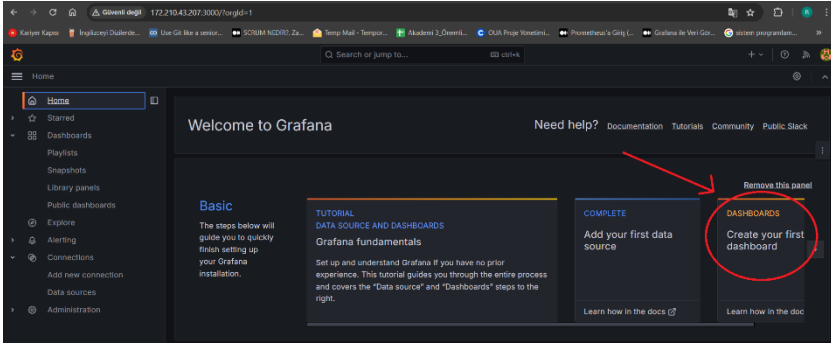 Güvenli değil
172.210.43.207:3000/?orgId=1
Kariyer Kapısı
İngilizceyi Dizilerde...
Use Git like a senior...
SCRUM NEDİR?. Za...
Temp Mail - Tempor...
Akademi 2_Önemli...
OUA Proje Yönetimi...
Prometheus'a Giriş (...
Grafana ile Veri Gör...
sistem programlam...
Search or jump to...
ctrl+k
Home
Home
Starred
Dashboards
Playlists
Snapshots
Library panels
Public dashboards
Explore
Alerting
Connections
Add new connection
Data sources
Administration
Welcome to Grafana
Need help?
Documentation
Tutorials
Community
Public Slack
Remove this panel
Basic
The steps below will
guide you to quickly
finish setting up
your Grafana
installation.
TUTORIAL
DATA SOURCE AND DASHBOARDS
Grafana fundamentals
Set up and understand Grafana if you have no prior
experience. This tutorial guides you through the entire process
and covers the "Data source" and "Dashboards" steps to the
right.
COMPLETE
Add your first data
source
Learn how in the docs
DASHBOARDS
Create your first
dashboard
Learn how in the doc